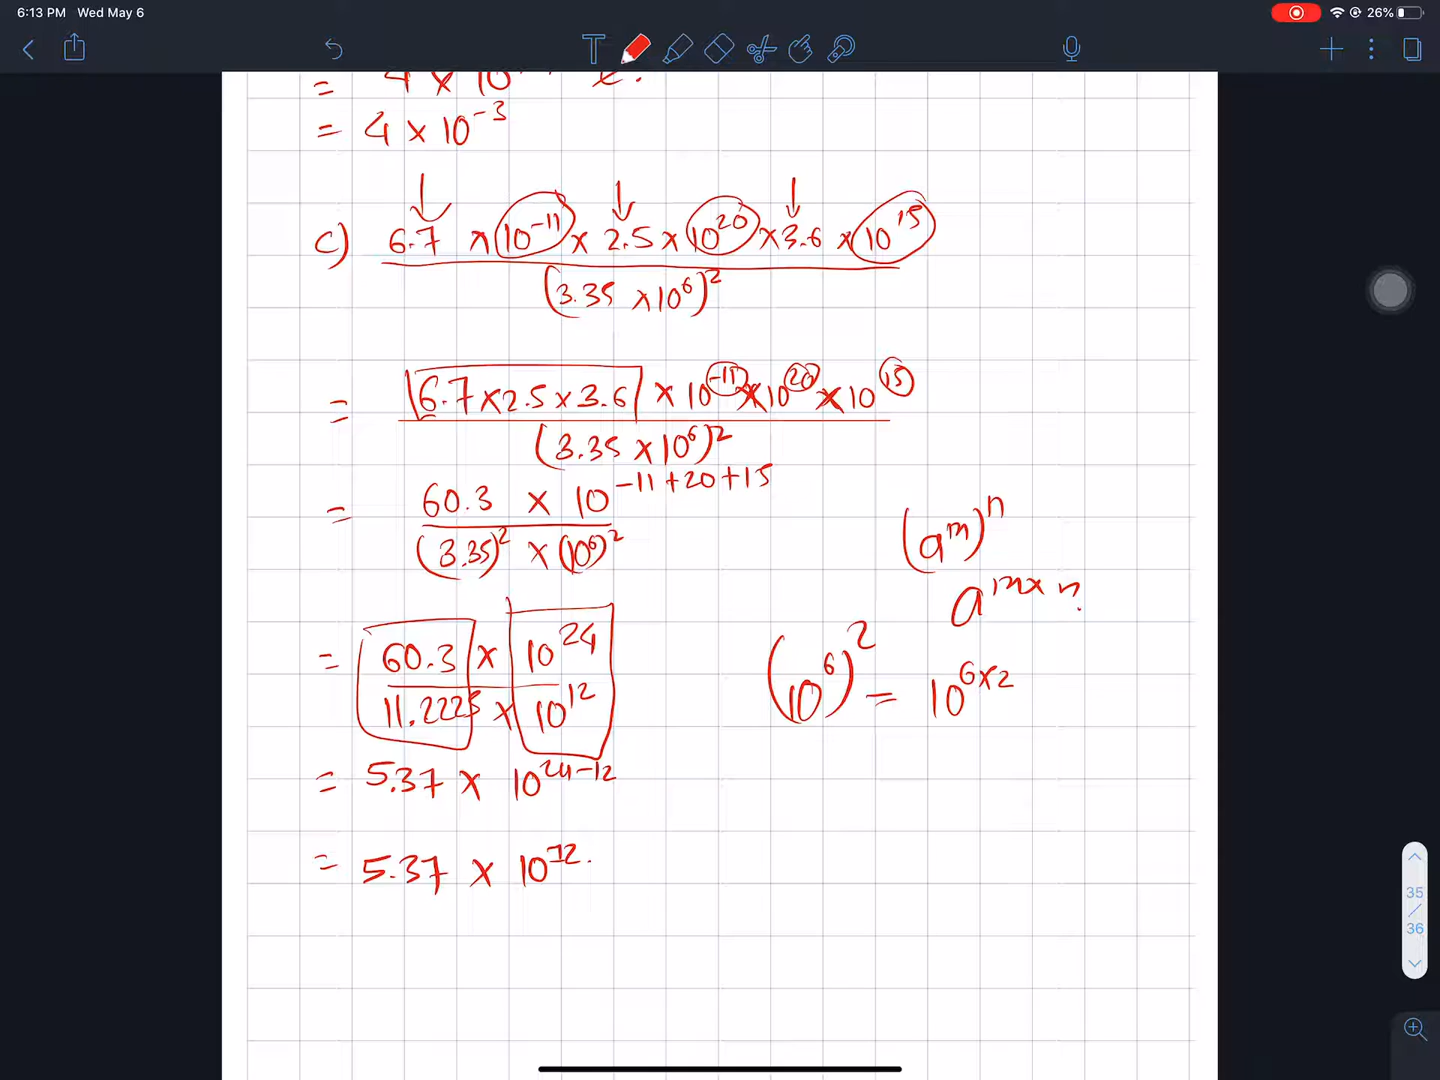 6:13 PM Wed May 6
26%
= 4 × 10
= 4 × 10⁻³
c) 6.7 × 10⁻¹¹ × 2.5 × 10²⁰ × 3.6 × 10¹⁵
(3.35 × 10⁶)²
= 6.7 × 2.5 × 3.6 × 10⁻¹¹ × 10²⁰ × 10¹⁵
(3.35 × 10⁶)²
= 60.3 × 10⁻¹¹⁺²⁰⁺¹⁵
(3.35)² × (10⁶)²
(aᵐ)ⁿ
aᵐˣⁿ
= 60.3 × 10²⁴
11.2225 × 10¹²
(10⁶)² = 10⁶ˣ²
= 5.37 × 10²⁴⁻¹²
= 5.37 × 10¹².
35
/
36